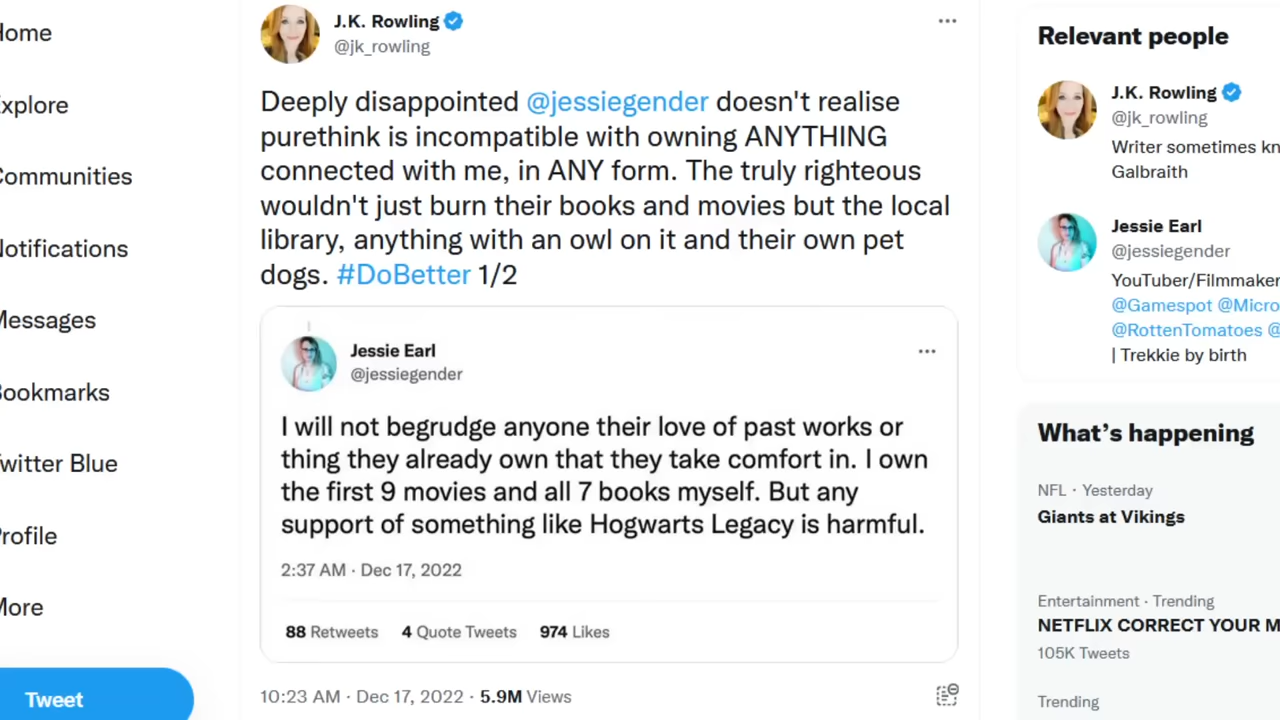 Home
Explore
Communities
Notifications
Messages
Bookmarks
Twitter Blue
Profile
More
Tweet
J.K. Rowling
@jk_rowling
Deeply disappointed @jessiegender doesn't realise
purethink is incompatible with owning ANYTHING
connected with me, in ANY form. The truly righteous
wouldn't just burn their books and movies but the local
library, anything with an owl on it and their own pet
dogs. #DoBetter 1/2
Jessie Earl
@jessiegender
I will not begrudge anyone their love of past works or
thing they already own that they take comfort in. I own
the first 9 movies and all 7 books myself. But any
support of something like Hogwarts Legacy is harmful.
2:37 AM · Dec 17, 2022
88 Retweets 4 Quote Tweets 974 Likes
10:23 AM · Dec 17, 2022 · 5.9M Views
Relevant people
J.K. Rowling
@jk_rowling
Writer sometimes kn
Galbraith
Jessie Earl
@jessiegender
YouTuber/Filmmaker
@Gamespot @Micro
@RottenTomatoes @
| Trekkie by birth
What's happening
NFL · Yesterday
Giants at Vikings
Entertainment · Trending
NETFLIX CORRECT YOUR M
105K Tweets
Trending